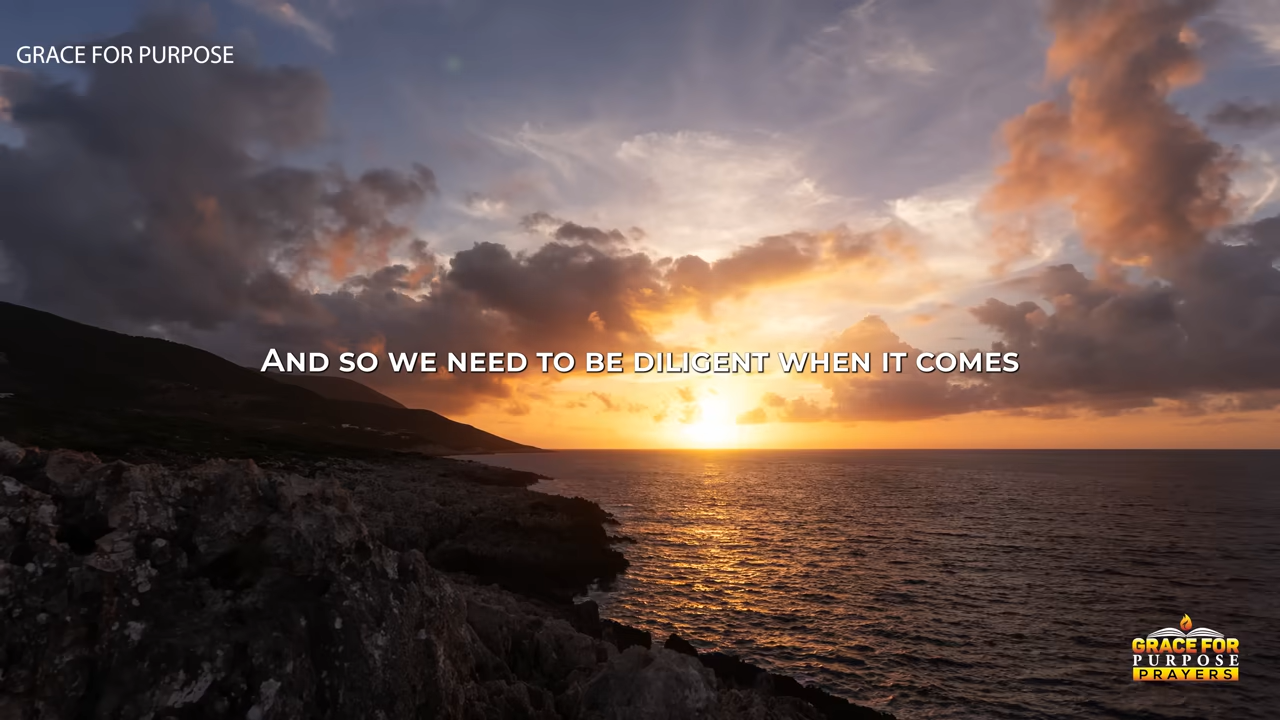 GRACE FOR PURPOSE
And so we need to be diligent when it comes
GRACE FOR
PURPOSE
PRAYERS